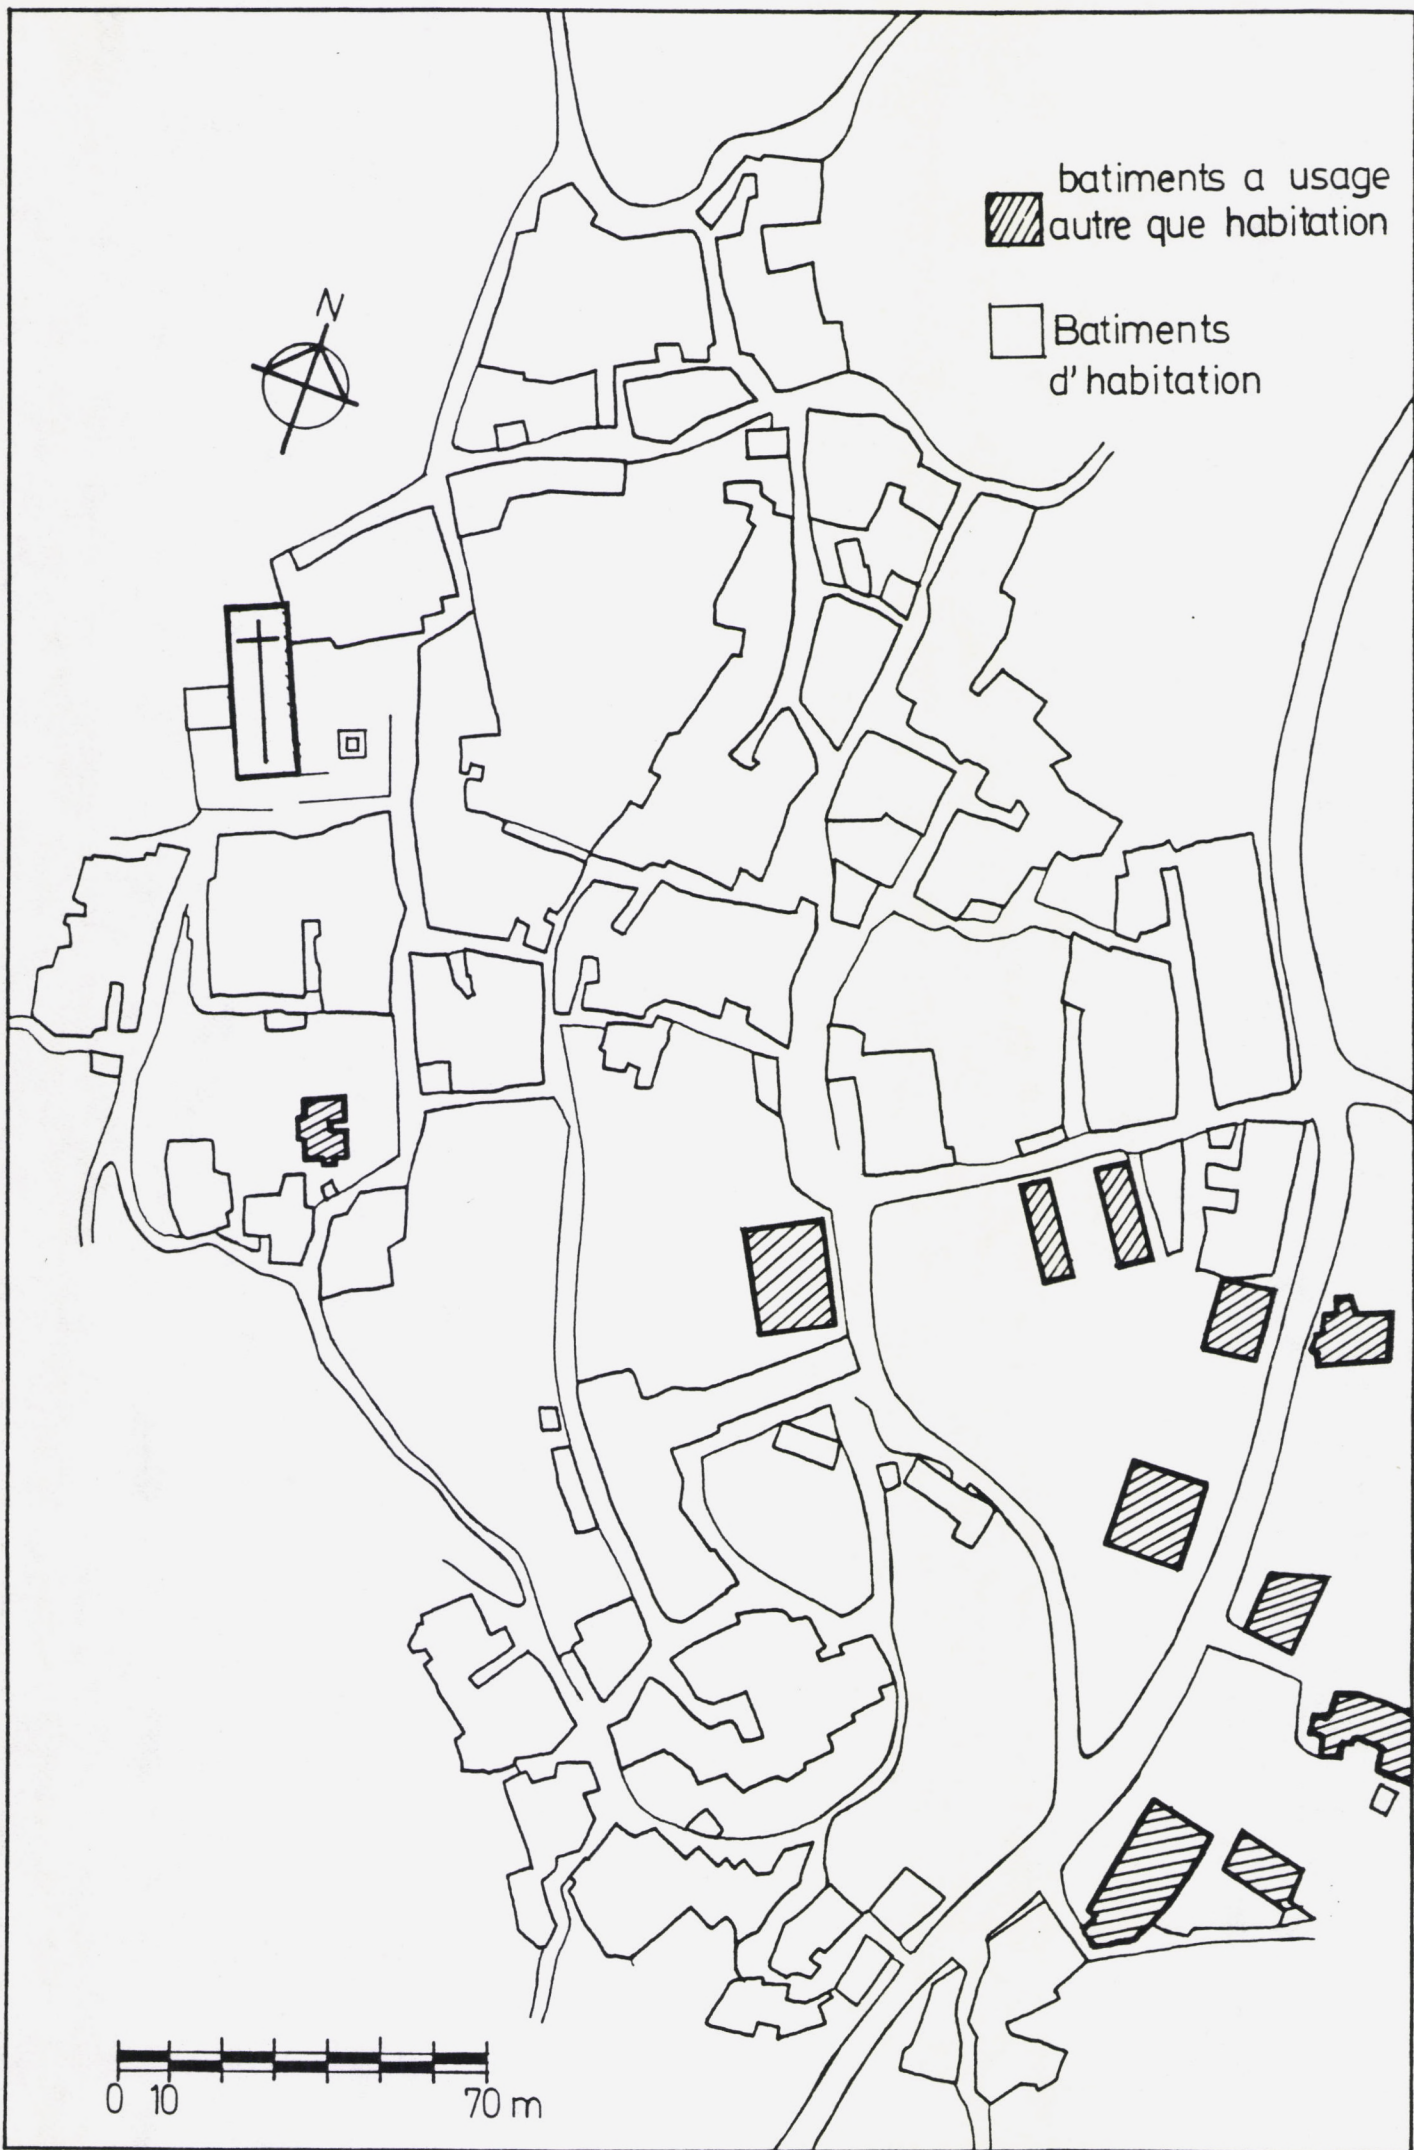 batiments a usage
autre que habitation
Batiments
d'habitation
N
0 10 70 m